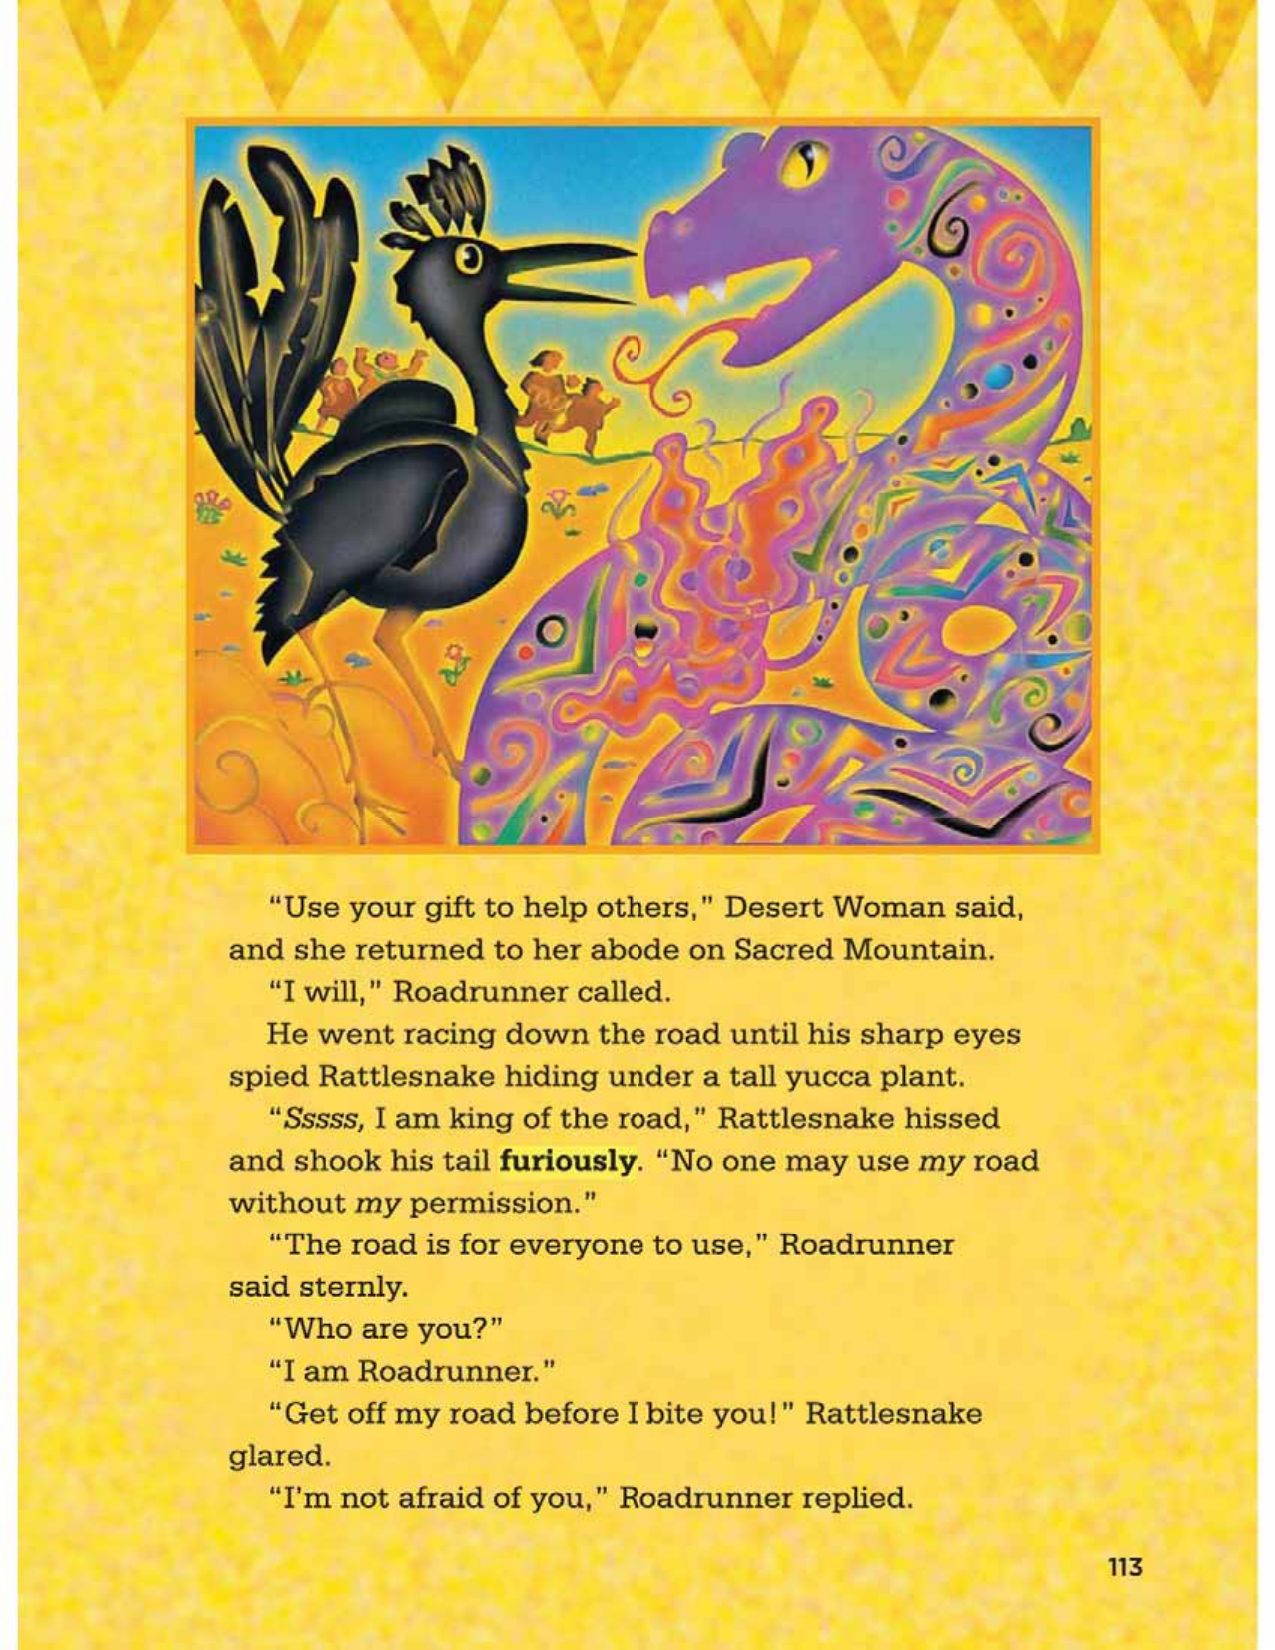 “Use your gift to help others,” Desert Woman said,
and she returned to her abode on Sacred Mountain.
“I will,” Roadrunner called.
He went racing down the road until his sharp eyes
spied Rattlesnake hiding under a tall yucca plant.
“Sssss, I am king of the road,” Rattlesnake hissed
and shook his tail furiously. “No one may use my road
without my permission.”
“The road is for everyone to use,” Roadrunner
said sternly.
“Who are you?”
“I am Roadrunner.”
“Get off my road before I bite you!” Rattlesnake
glared.
“I'm not afraid of you,” Roadrunner replied.
113